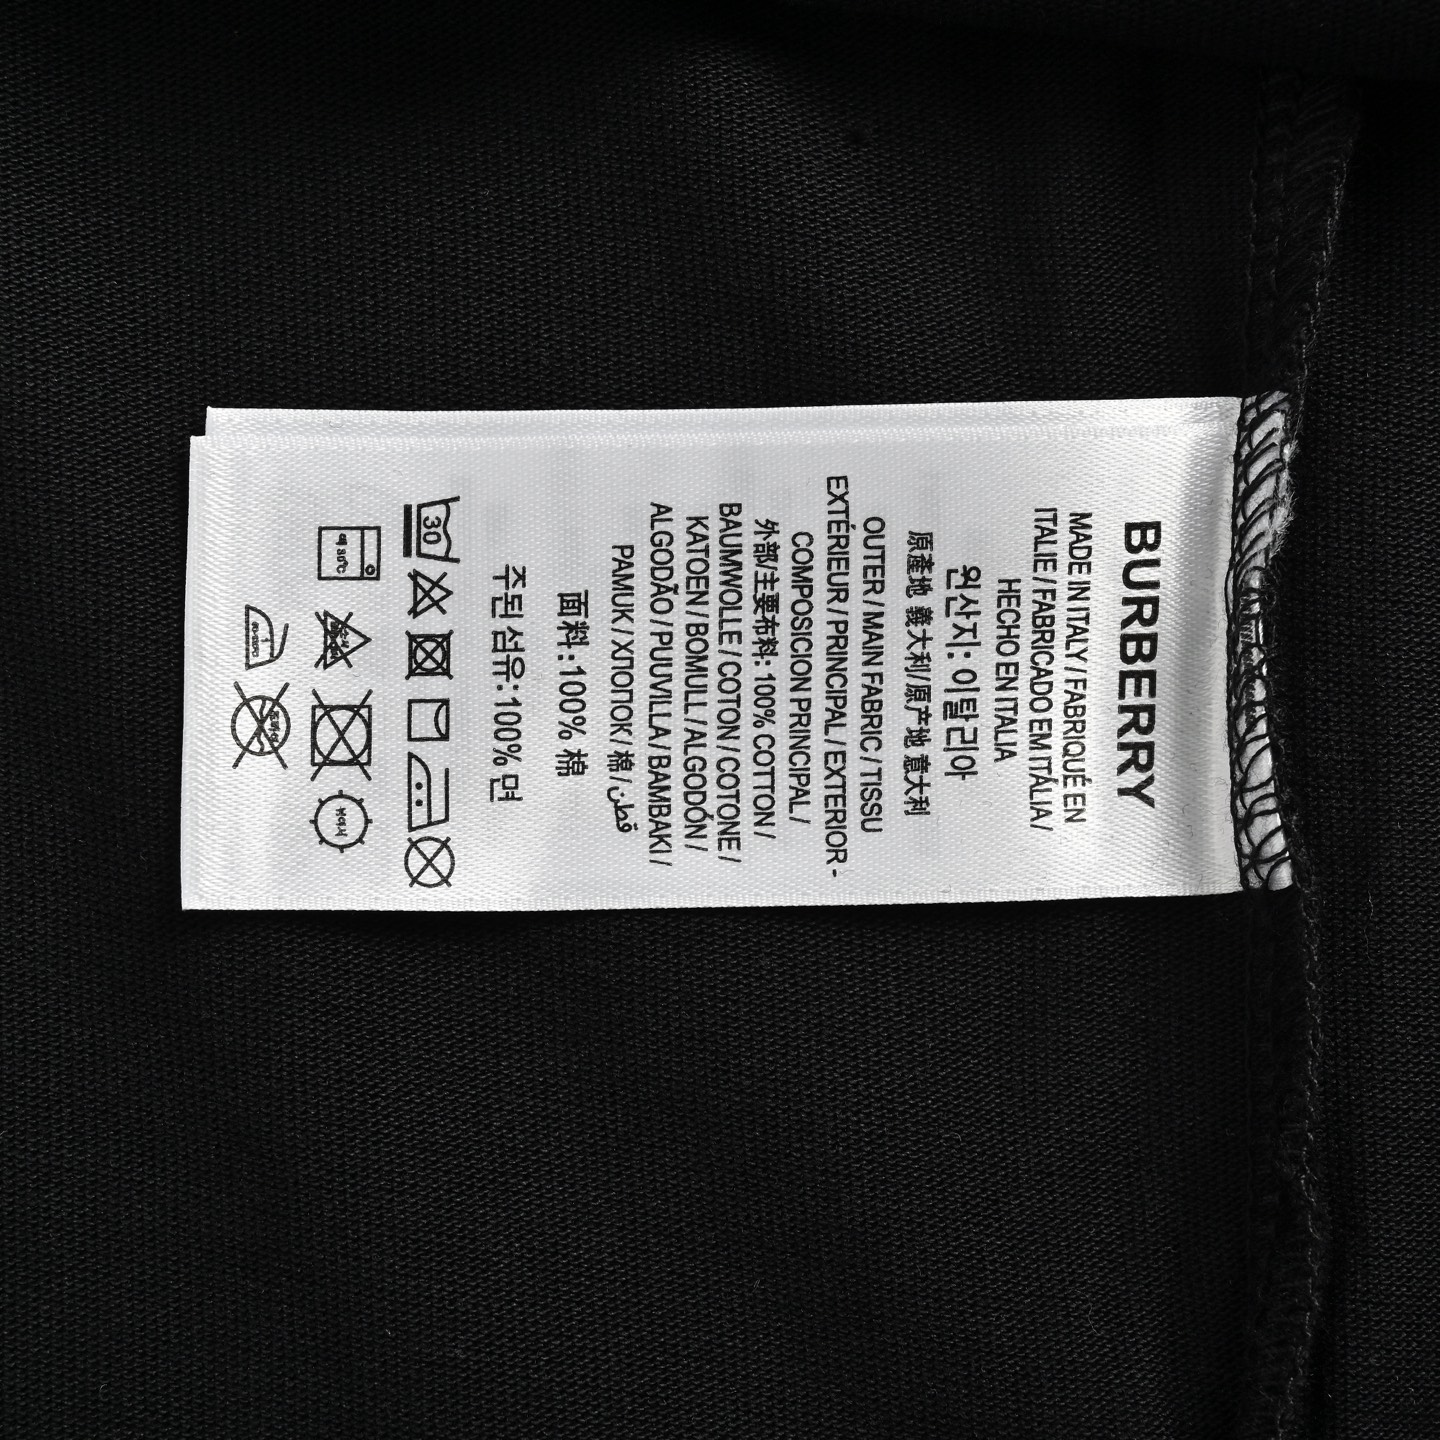 BURBERRY
MADE IN ITALY / FABRIQUÉ EN
ITALIE / FABRICADO EM ITÁLIA /
HECHO EN ITALIA
원산지: 이탈리아
原產地 義大利/原产地 意大利
OUTER / MAIN FABRIC / TISSU
EXTÉRIEUR / PRINCIPAL / EXTERIOR -
COMPOSICION PRINCIPAL /
外部/主要布料: 100% COTTON /
BAUMWOLLE / COTON / COTONE /
KATOEN / BOMULL / ALGODÓN /
ALGODÃO / PUUVILLA / BAMBAKI /
PAMUK / ХПОПОК / 棉 / قطن
面料:100% 棉
주된 섬유:100% 면
30